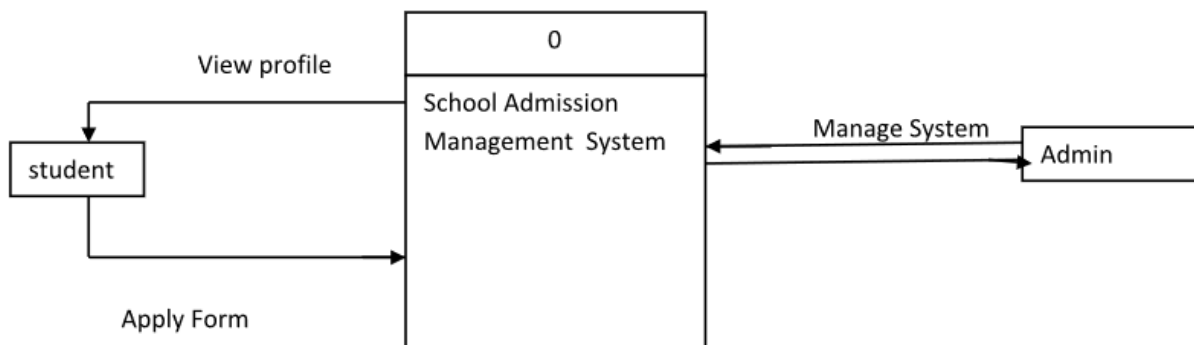 0
View profile
School Admission
Management System
Manage System
student
Admin
Apply Form